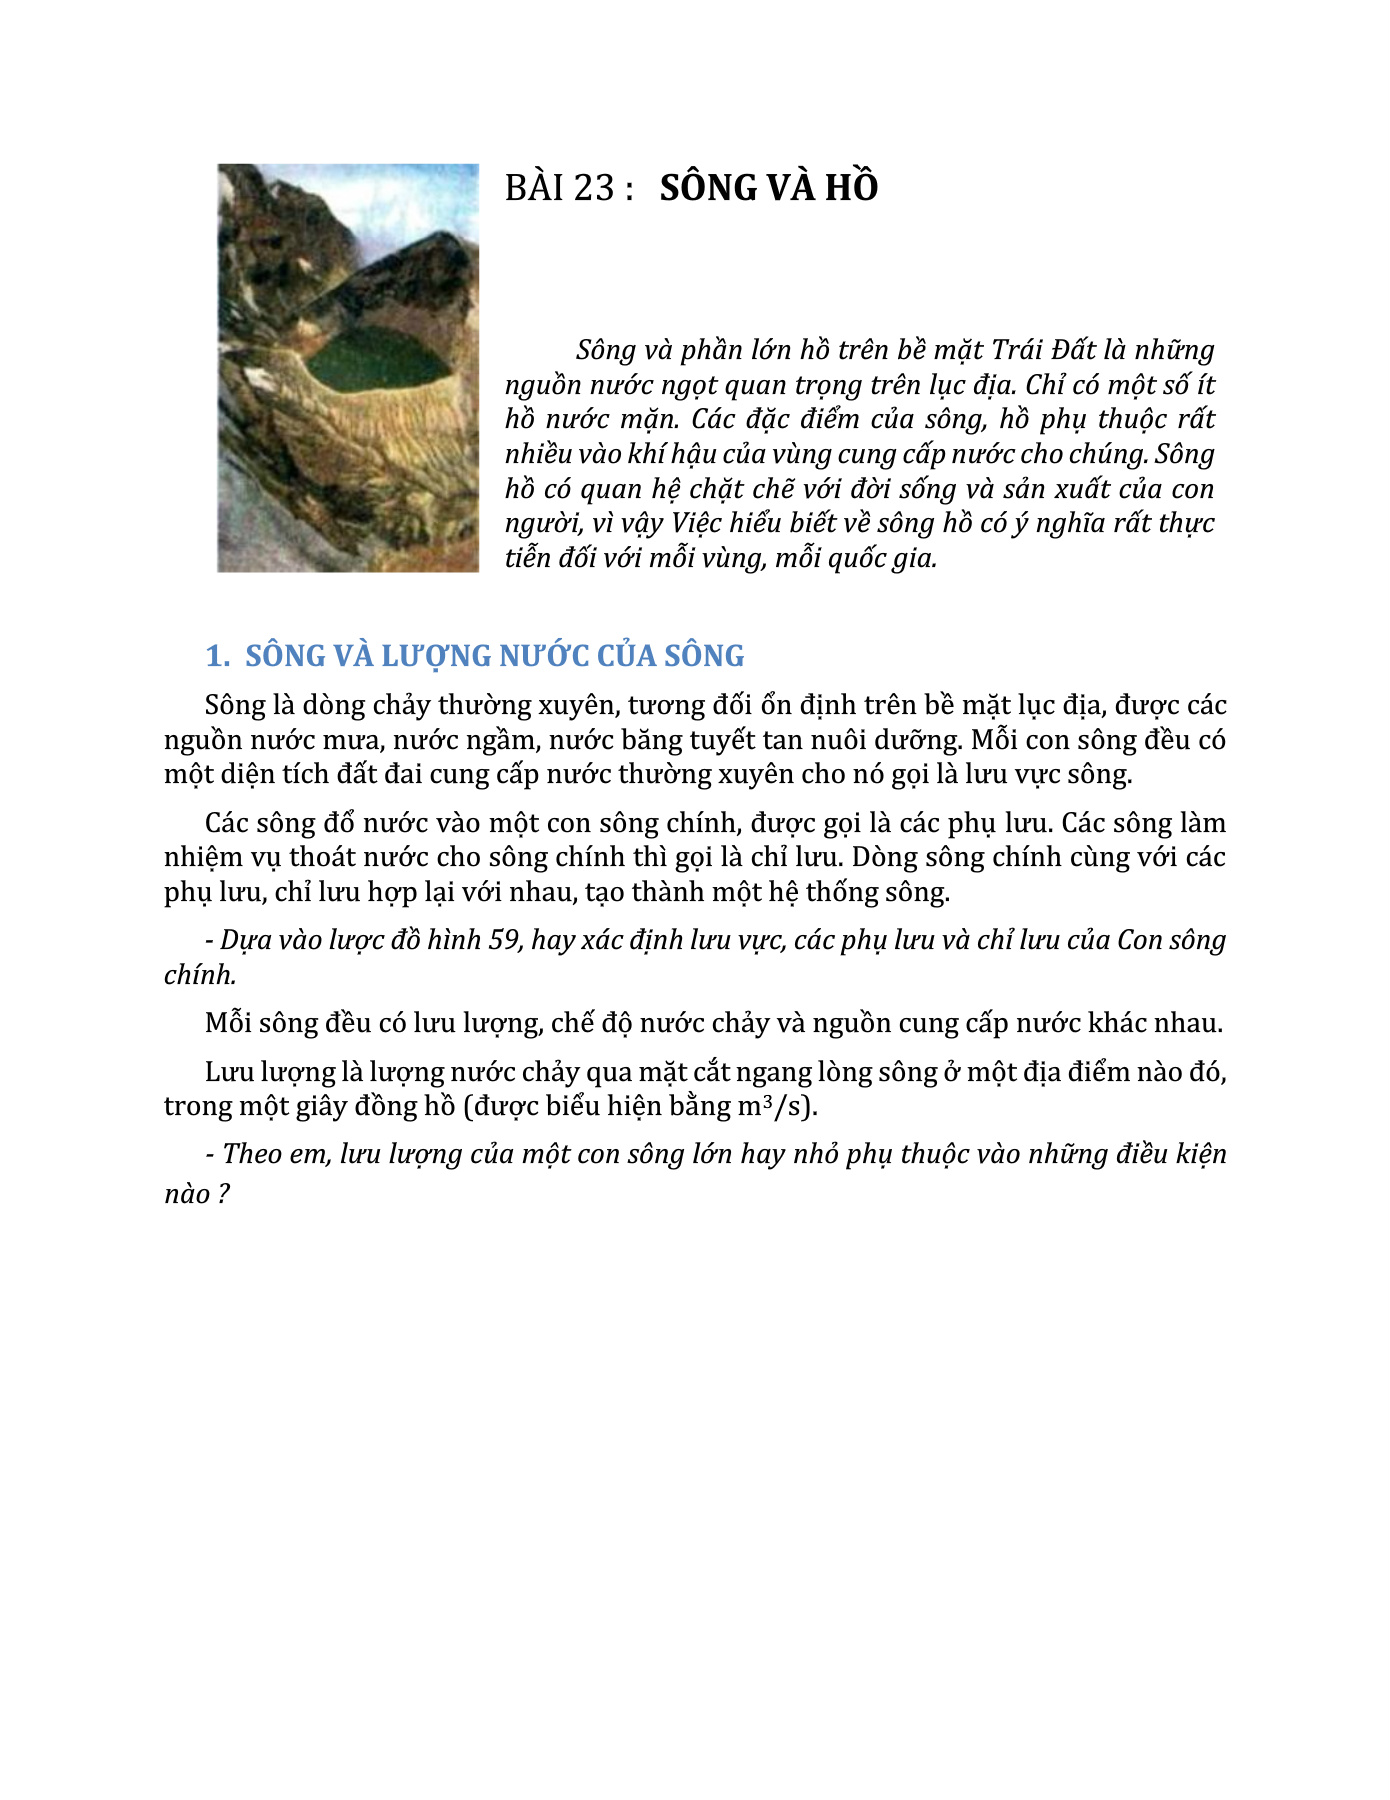 BÀI 23 : SÔNG VÀ HỒ
Sông và phần lớn hồ trên bề mặt Trái Đất là những
nguồn nước ngọt quan trọng trên lục địa. Chỉ có một số ít
hồ nước mặn. Các đặc điểm của sông, hồ phụ thuộc rất
nhiều vào khí hậu của vùng cung cấp nước cho chúng. Sông
hồ có quan hệ chặt chẽ với đời sống và sản xuất của con
người, vì vậy Việc hiểu biết về sông hồ có ý nghĩa rất thực
tiễn đối với mỗi vùng, mỗi quốc gia.
1. SÔNG VÀ LƯỢNG NƯỚC CỦA SÔNG
Sông là dòng chảy thường xuyên, tương đối ổn định trên bề mặt lục địa, được các
nguồn nước mưa, nước ngầm, nước băng tuyết tan nuôi dưỡng. Mỗi con sông đều có
một diện tích đất đai cung cấp nước thường xuyên cho nó gọi là lưu vực sông.
Các sông đổ nước vào một con sông chính, được gọi là các phụ lưu. Các sông làm
nhiệm vụ thoát nước cho sông chính thì gọi là chỉ lưu. Dòng sông chính cùng với các
phụ lưu, chỉ lưu hợp lại với nhau, tạo thành một hệ thống sông.
- Dựa vào lược đồ hình 59, hay xác định lưu vực, các phụ lưu và chỉ lưu của Con sông
chính.
Mỗi sông đều có lưu lượng, chế độ nước chảy và nguồn cung cấp nước khác nhau.
Lưu lượng là lượng nước chảy qua mặt cắt ngang lòng sông ở một địa điểm nào đó,
trong một giây đồng hồ (được biểu hiện bằng m³/s).
- Theo em, lưu lượng của một con sông lớn hay nhỏ phụ thuộc vào những điều kiện
nào ?